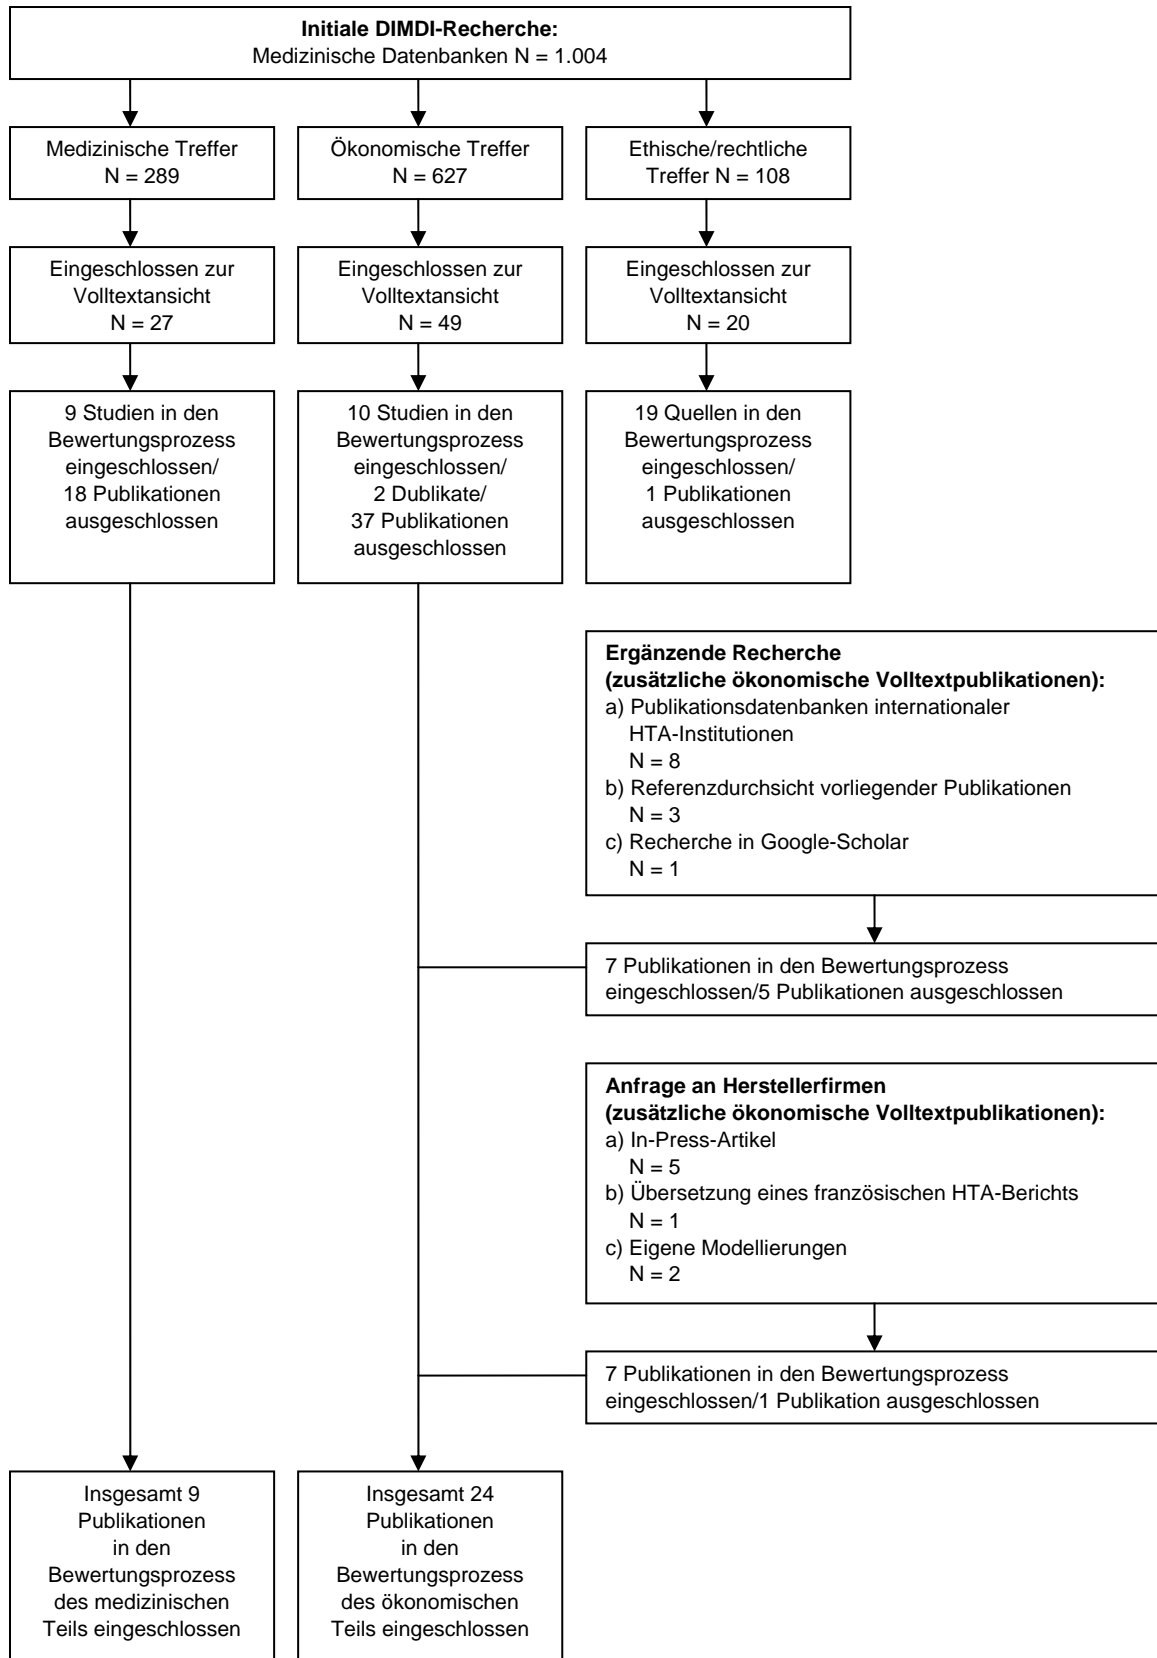 Initiale DIMDI-Recherche:
Medizinische Datenbanken N = 1.004
Medizinische Treffer
N = 289
Ökonomische Treffer
N = 627
Ethische/rechtliche
Treffer N = 108
Eingeschlossen zur
Volltextansicht
N = 27
Eingeschlossen zur
Volltextansicht
N = 49
Eingeschlossen zur
Volltextansicht
N = 20
9 Studien in den
Bewertungsprozess
eingeschlossen/
18 Publikationen
ausgeschlossen
10 Studien in den
Bewertungsprozess
eingeschlossen/
2 Dublikate/
37 Publikationen
ausgeschlossen
19 Quellen in den
Bewertungsprozess
eingeschlossen/
1 Publikationen
ausgeschlossen
Ergänzende Recherche
(zusätzliche ökonomische Volltextpublikationen):
a) Publikationsdatenbanken internationaler
HTA-Institutionen
N = 8
b) Referenzdurchsicht vorliegender Publikationen
N = 3
c) Recherche in Google-Scholar
N = 1
7 Publikationen in den Bewertungsprozess
eingeschlossen/5 Publikationen ausgeschlossen
Anfrage an Herstellerfirmen
(zusätzliche ökonomische Volltextpublikationen):
a) In-Press-Artikel
N = 5
b) Übersetzung eines französischen HTA-Berichts
N = 1
c) Eigene Modellierungen
N = 2
7 Publikationen in den Bewertungsprozess
eingeschlossen/1 Publikation ausgeschlossen
Insgesamt 9
Publikationen
in den
Bewertungsprozess
des medizinischen
Teils eingeschlossen
Insgesamt 24
Publikationen
in den
Bewertungsprozess
des ökonomischen
Teils eingeschlossen